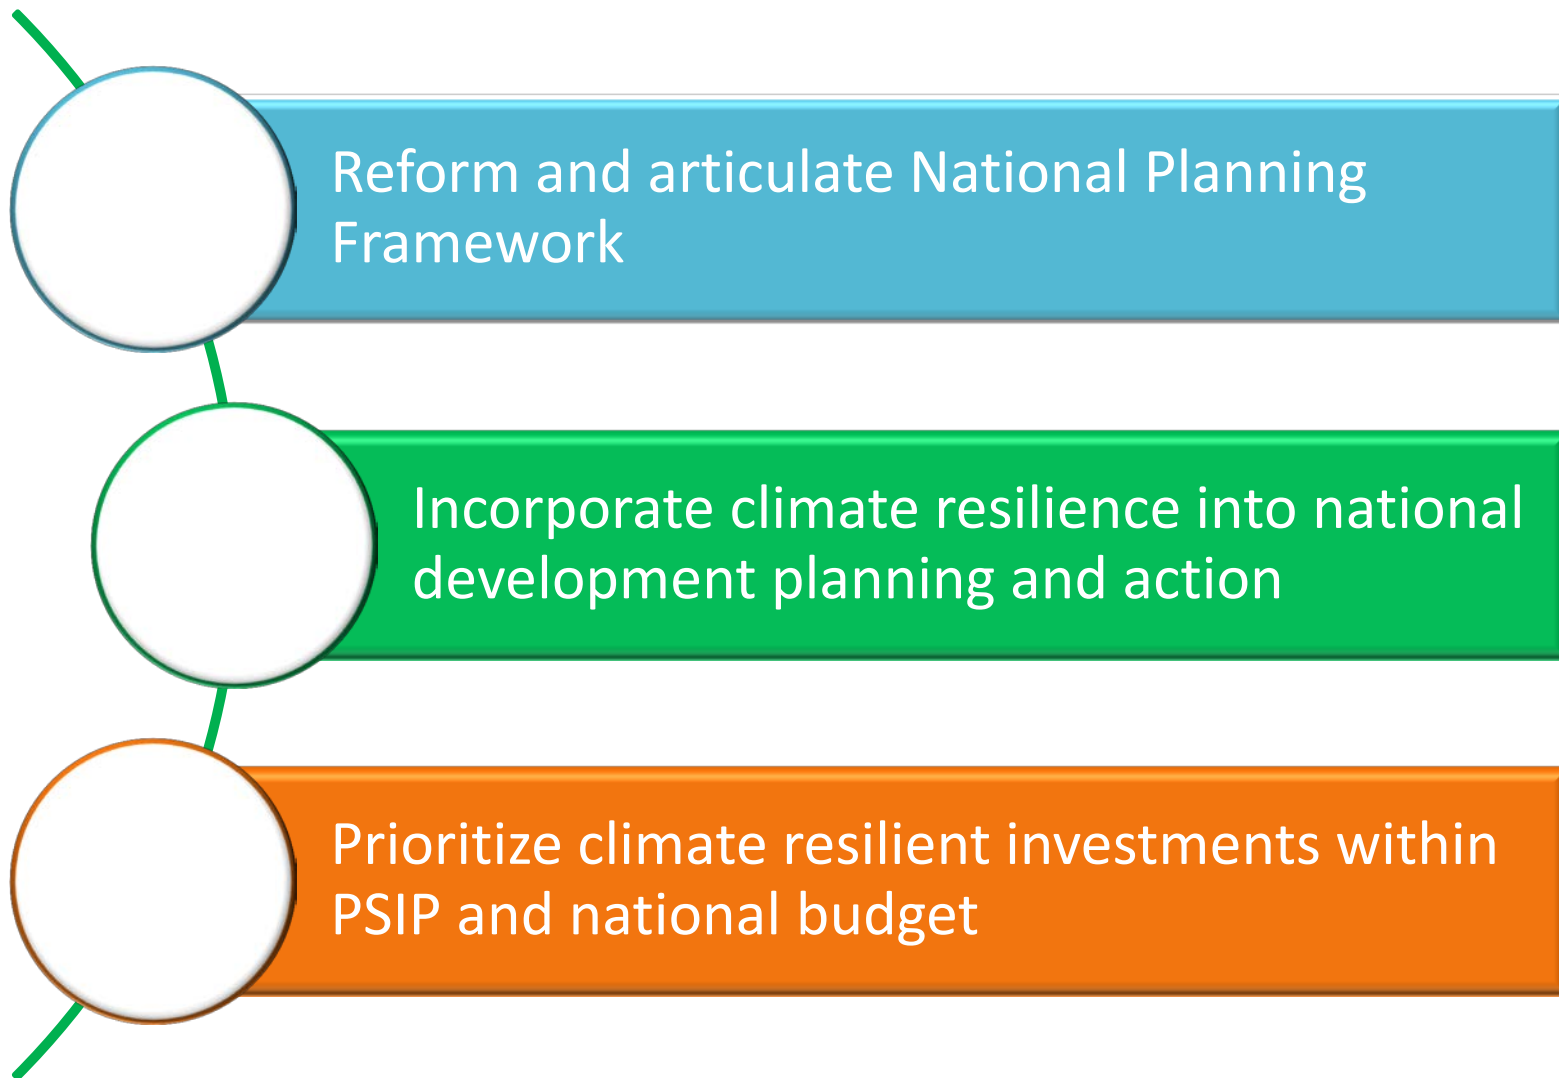 Reform and articulate National Planning
Framework
Incorporate climate resilience into national
development planning and action
Prioritize climate resilient investments within
PSIP and national budget